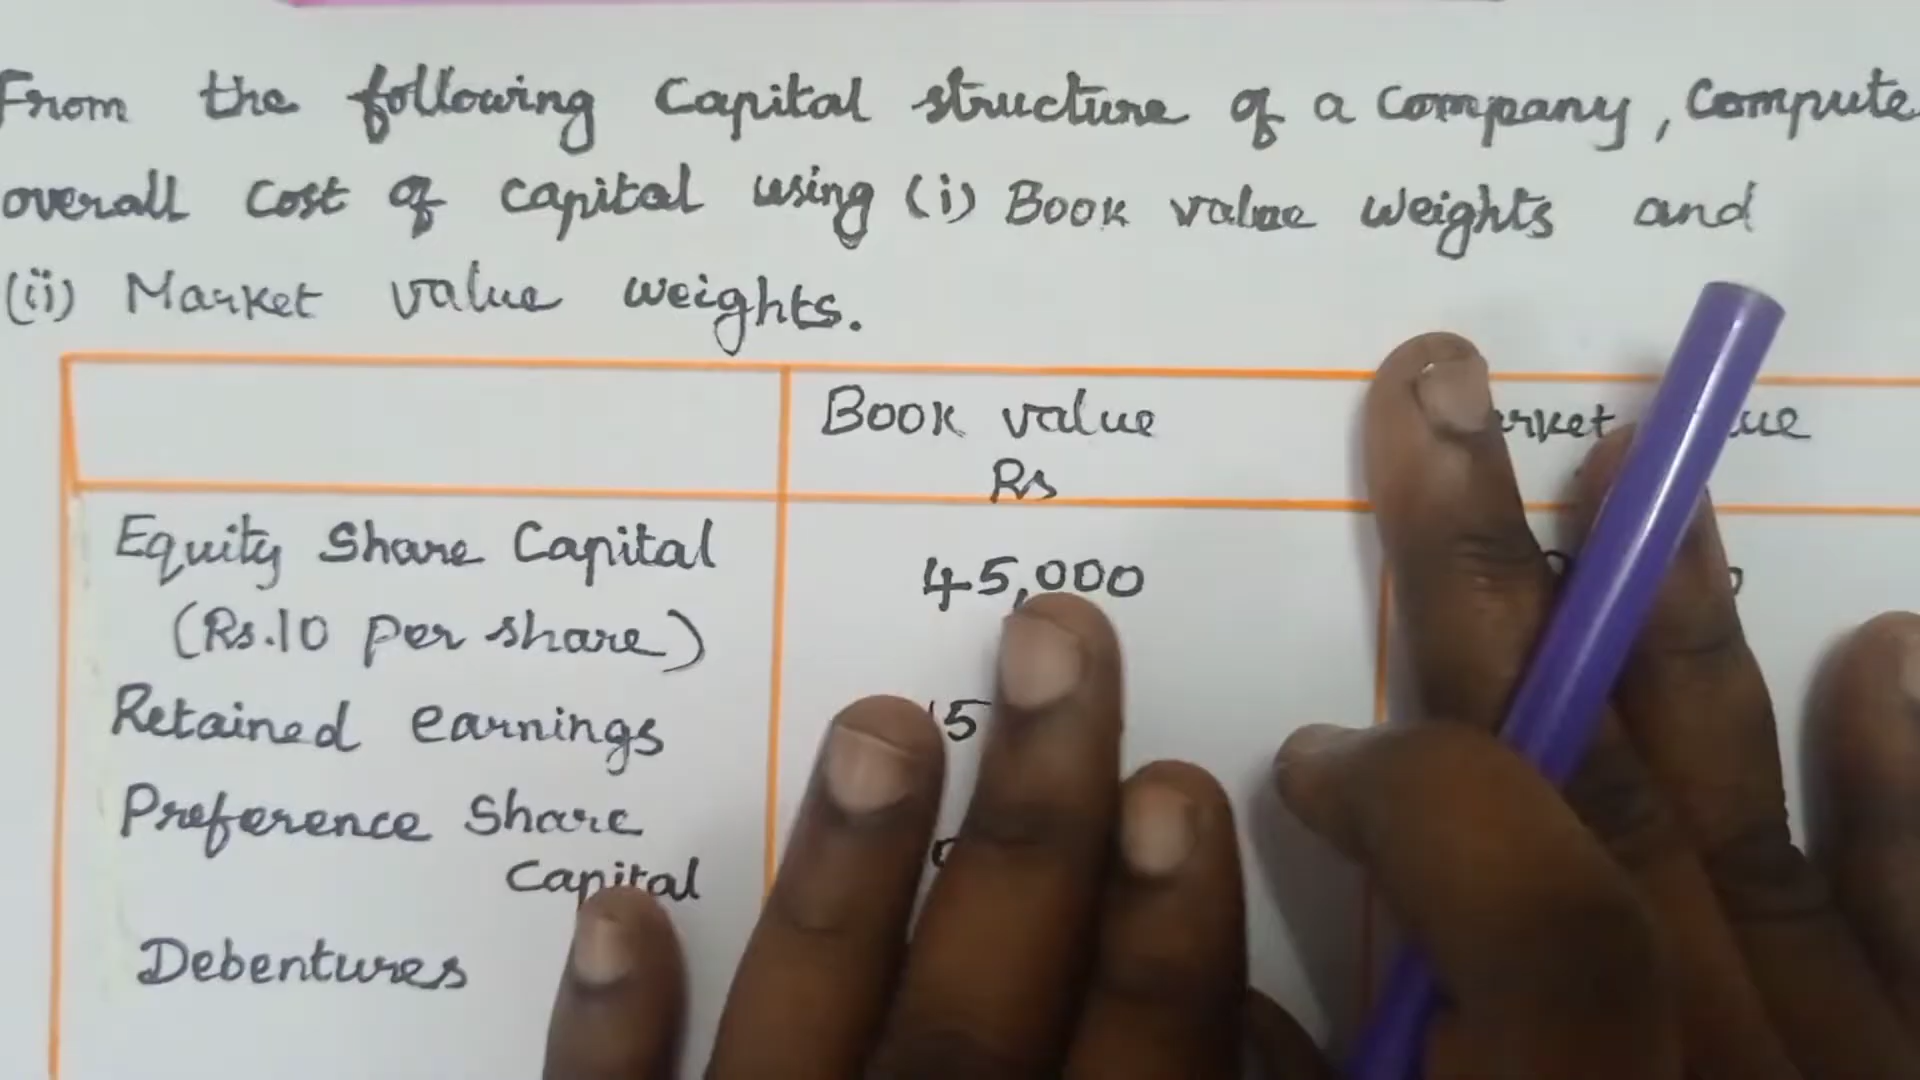 From the following Capital structure of a Company, Compute
overall Cost of Capital using (i) Book value weights and
(ii) Market value weights.
Book value
Rs
Equity Share Capital 45,000
(Rs.10 per share)
Retained earnings
Preference Share
Capital
Debentures